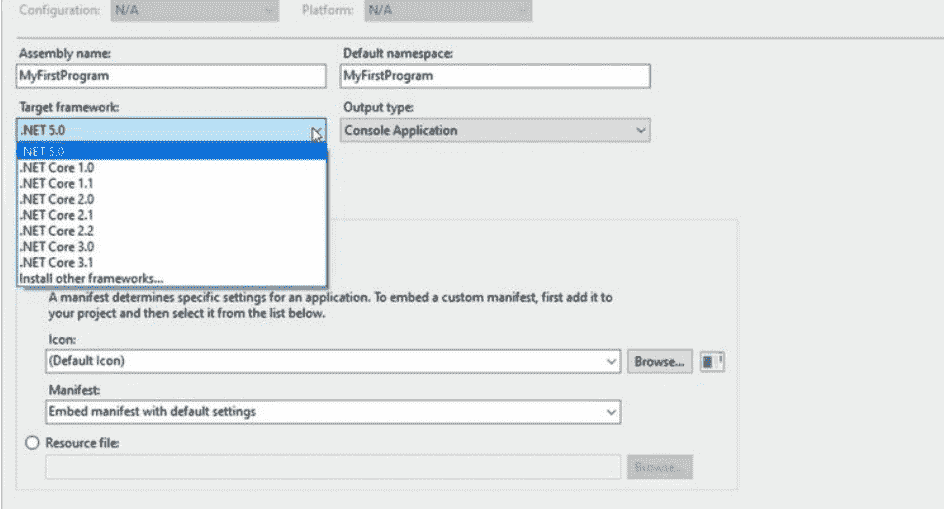 Configuration: N/A Platform: N/A
Assembly name: Default namespace:
MyFirstProgram MyFirstProgram
Target framework: Output type:
.NET 5.0 Console Application
.NET 5.0
.NET Core 1.0
.NET Core 1.1
.NET Core 2.0
.NET Core 2.1
.NET Core 2.2
.NET Core 3.0
.NET Core 3.1
Install other frameworks...
A manifest determines specific settings for an application. To embed a custom manifest, first add it to
your project and then select it from the list below.
Icon:
(Default Icon) Browse...
Manifest:
Embed manifest with default settings
Resource file:
Browse...